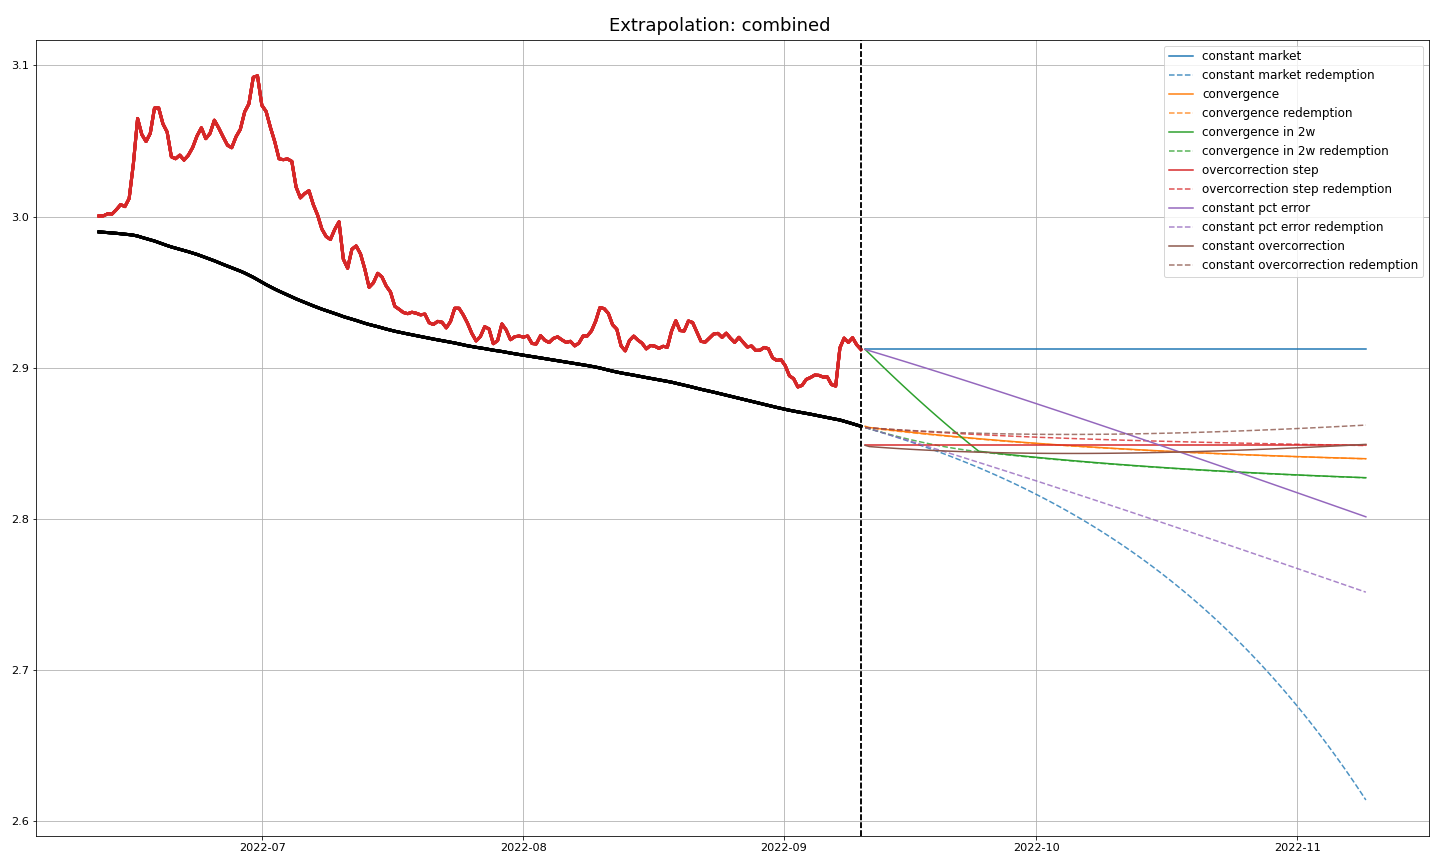 Extrapolation: combined
constant market
constant market redemption
convergence
convergence redemption
convergence in 2w
convergence in 2w redemption
overcorrection step
overcorrection step redemption
constant pct error
constant pct error redemption
constant overcorrection
constant overcorrection redemption
3.1
3.0
2.9
2.8
2.7
2.6
2022-07
2022-08
2022-09
2022-10
2022-11